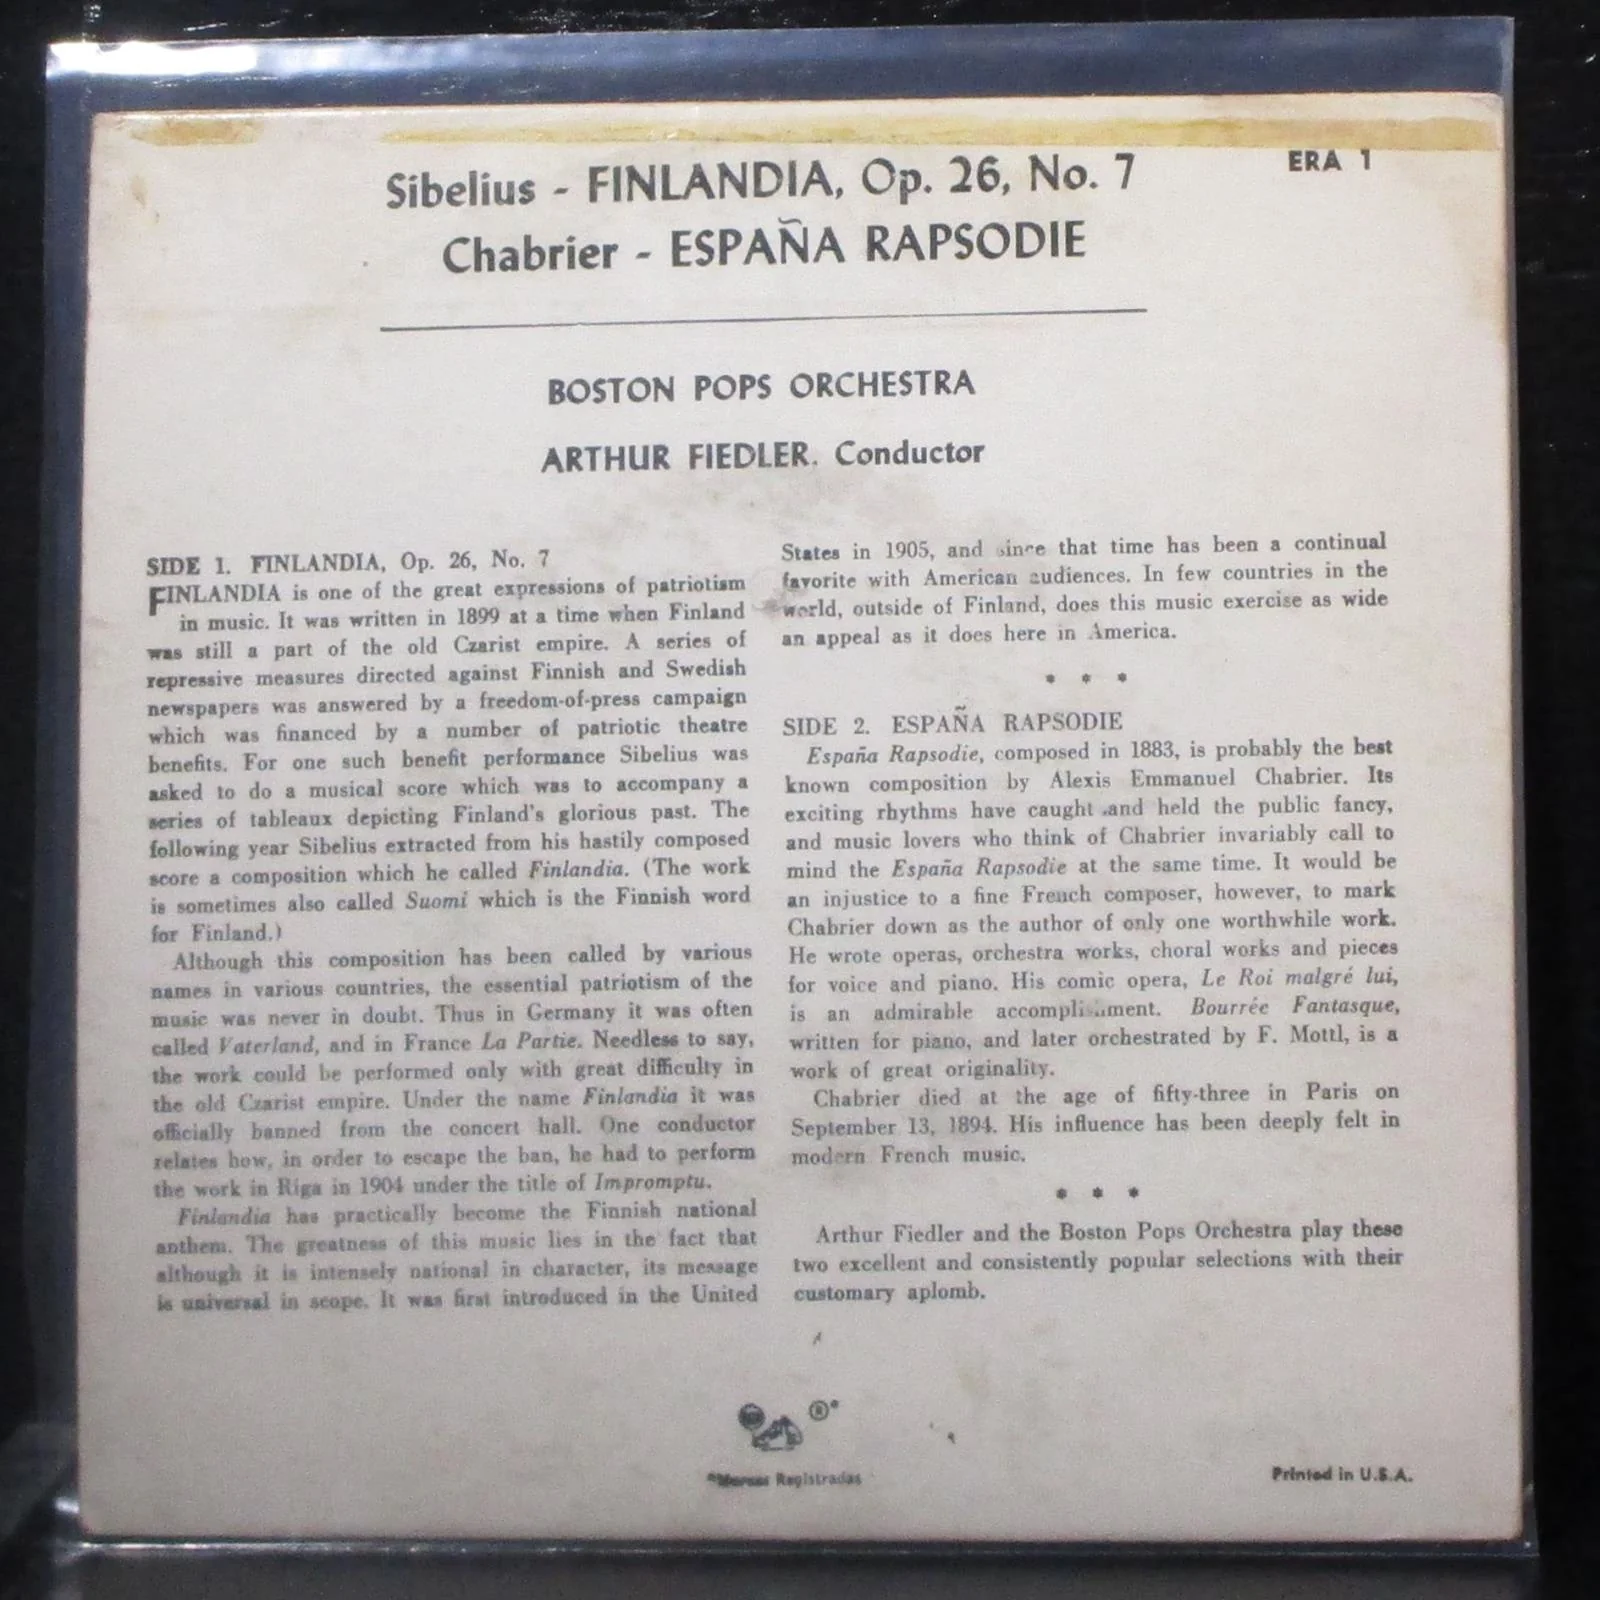 ERA 1
Sibelius - FINLANDIA, Op. 26, No. 7
Chabrier - ESPAÑA RAPSODIE
BOSTON POPS ORCHESTRA
ARTHUR FIEDLER. Conductor
SIDE 1. FINLANDIA, Op. 26, No. 7
FINLANDIA is one of the great expressions of patriotism
in music. It was written in 1899 at a time when Finland
was still a part of the old Czarist empire. A series of
repressive measures directed against Finnish and Swedish
newspapers was answered by a freedom-of-press campaign
which was financed by a number of patriotic theatre
benefits. For one such benefit performance Sibelius was
asked to do a musical score which was to accompany a
series of tableaux depicting Finland's glorious past. The
following year Sibelius extracted from his hastily composed
score a composition which he called Finlandia. (The work
is sometimes also called Suomi which is the Finnish word
for Finland.)
Although this composition has been called by various
names in various countries, the essential patriotism of the
music was never in doubt. Thus in Germany it was often
called Vaterland, and in France La Partie. Needless to say,
the work could be performed only with great difficulty in
the old Czarist empire. Under the name Finlandia it was
officially banned from the concert hall. One conductor
relates how, in order to escape the ban, he had to perform
the work in Riga in 1904 under the title of Impromptu.
Finlandia has practically become the Finnish national
anthem. The greatness of this music lies in the fact that
although it is intensely national in character, its message
is universal in scope. It was first introduced in the United
States in 1905, and since that time has been a continual
favorite with American audiences. In few countries in the
world, outside of Finland, does this music exercise as wide
an appeal as it does here in America.
* * *
SIDE 2. ESPAÑA RAPSODIE
España Rapsodie, composed in 1883, is probably the best
known composition by Alexis Emmanuel Chabrier. Its
exciting rhythms have caught and held the public fancy,
and music lovers who think of Chabrier invariably call to
mind the España Rapsodie at the same time. It would be
an injustice to a fine French composer, however, to mark
Chabrier down as the author of only one worthwhile work.
He wrote operas, orchestra works, choral works and pieces
for voice and piano. His comic opera, Le Roi malgré lui,
is an admirable accomplishment. Bourrée Fantasque,
written for piano, and later orchestrated by F. Mottl, is a
work of great originality.
Chabrier died at the age of fifty-three in Paris on
September 13, 1894. His influence has been deeply felt in
modern French music.
* * *
Arthur Fiedler and the Boston Pops Orchestra play these
two excellent and consistently popular selections with their
customary aplomb.
®*
*Marcas Registradas
Printed in U.S.A.